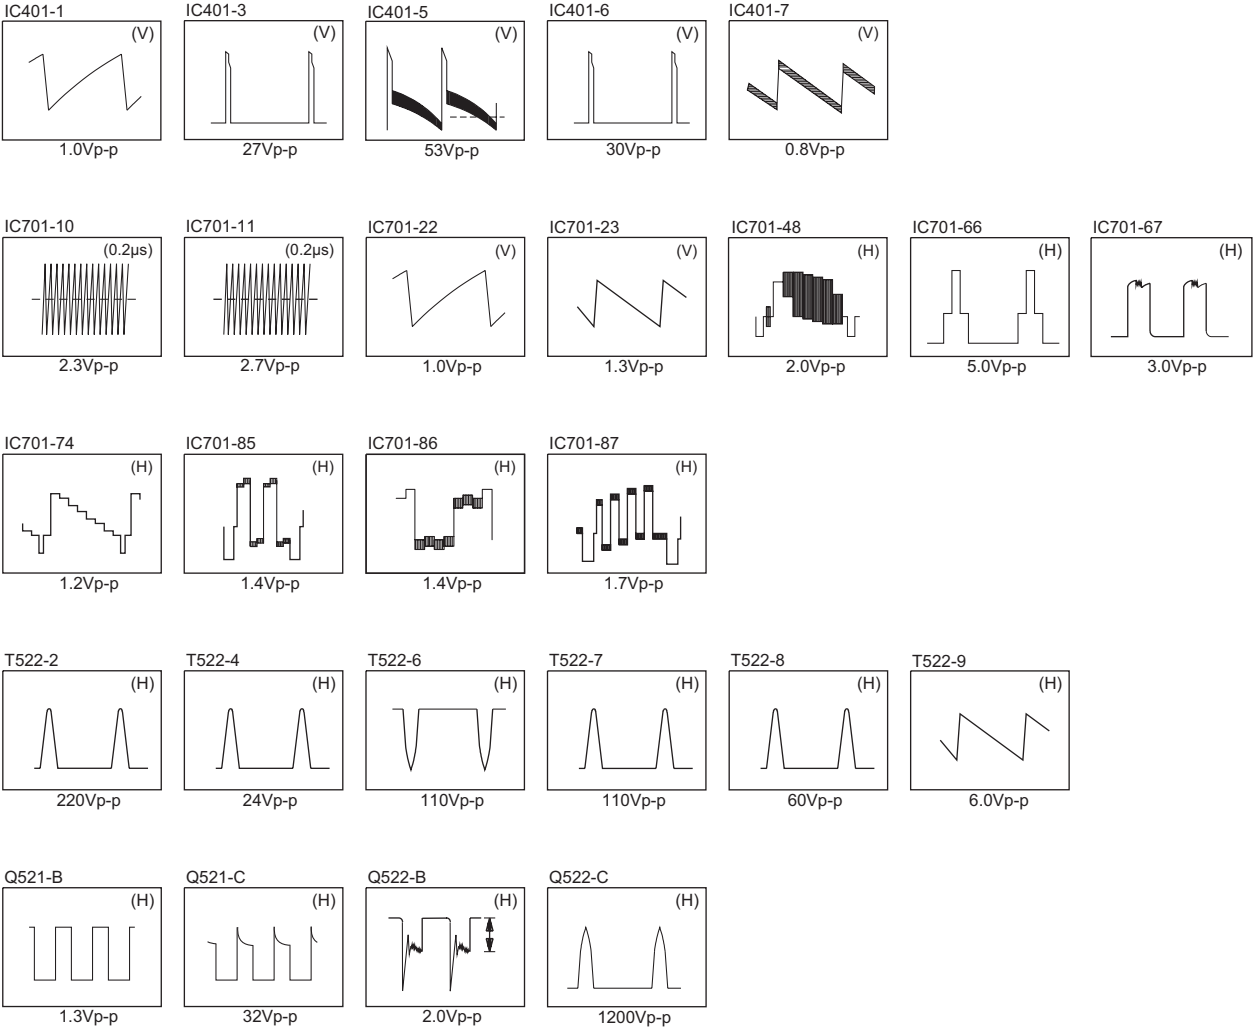 IC401-1 IC401-3 IC401-5 IC401-6 IC401-7
(V) (V) (V) (V) (V)
1.0Vp-p 27Vp-p 53Vp-p 30Vp-p 0.8Vp-p
IC701-10 IC701-11 IC701-22 IC701-23 IC701-48 IC701-66 IC701-67
(0.2µs) (0.2µs) (V) (V) (H) (H) (H)
2.3Vp-p 2.7Vp-p 1.0Vp-p 1.3Vp-p 2.0Vp-p 5.0Vp-p 3.0Vp-p
IC701-74 IC701-85 IC701-86 IC701-87
(H) (H) (H) (H)
1.2Vp-p 1.4Vp-p 1.4Vp-p 1.7Vp-p
T522-2 T522-4 T522-6 T522-7 T522-8 T522-9
(H) (H) (H) (H) (H) (H)
220Vp-p 24Vp-p 110Vp-p 110Vp-p 60Vp-p 6.0Vp-p
Q521-B Q521-C Q522-B Q522-C
(H) (H) (H) (H)
1.3Vp-p 32Vp-p 2.0Vp-p 1200Vp-p